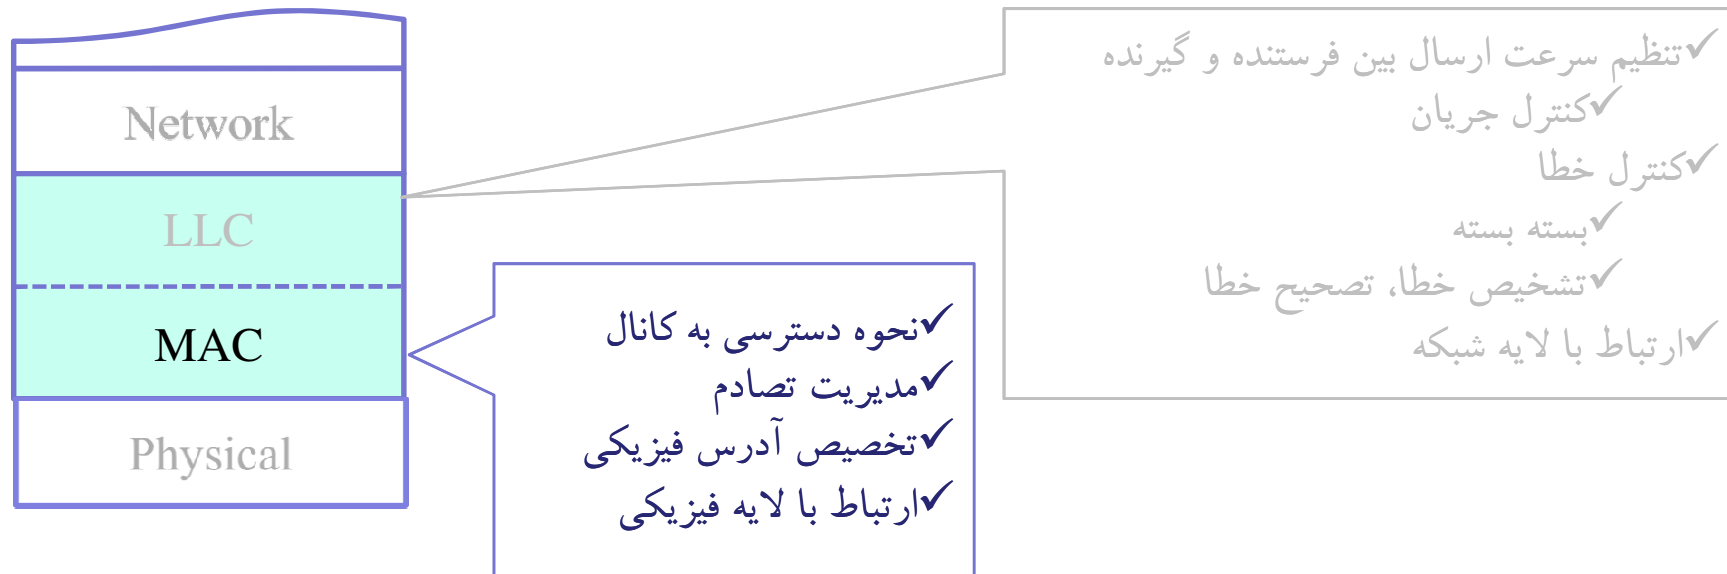 Network
LLC
MAC
Physical
✓تنظیم سرعت ارسال بین فرستنده و گیرنده
✓کنترل جریان
✓کنترل خطا
✓بسته بسته
✓تشخیص خطا، تصحیح خطا
✓ارتباط با لایه شبکه
✓نحوه دسترسی به کانال
✓مدیریت تصادم
✓تخصیص آدرس فیزیکی
✓ارتباط با لایه فیزیکی